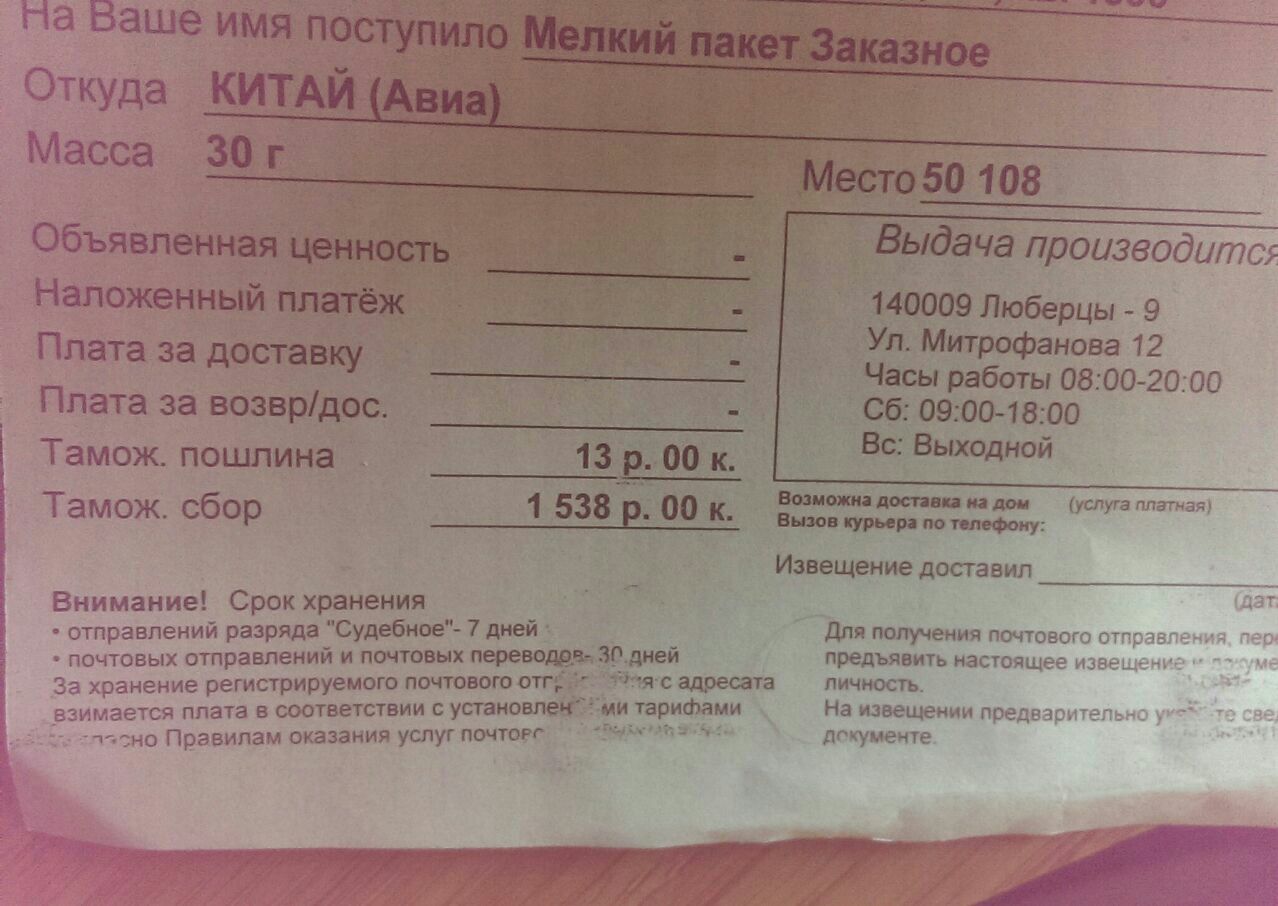 На Ваше имя поступило Мелкий пакет Заказное
Откуда КИТАЙ (Авиа)
Масса 30 г
Место 50 108
Объявленная ценность -
Наложенный платёж -
Плата за доставку -
Плата за возвр/дос. -
Тамож. пошлина 13 р. 00 к.
Тамож. сбор 1 538 р. 00 к.
Выдача производится
140009 Люберцы - 9
Ул. Митрофанова 12
Часы работы 08:00-20:00
Сб: 09:00-18:00
Вс: Выходной
Возможна доставка на дом (услуга платная)
Вызов курьера по телефону:
Извещение доставил
(дат
Внимание! Срок хранения
• отправлений разряда "Судебное"- 7 дней
• почтовых отправлений и почтовых переводов- 30 дней
За хранение регистрируемого почтового с адресата
взимается плата в соответствии с тарифами
Правилам оказания услуг
Для получения почтового отправления,
предъявить настоящее извещение
личность.
На извещении предварительно
документе.